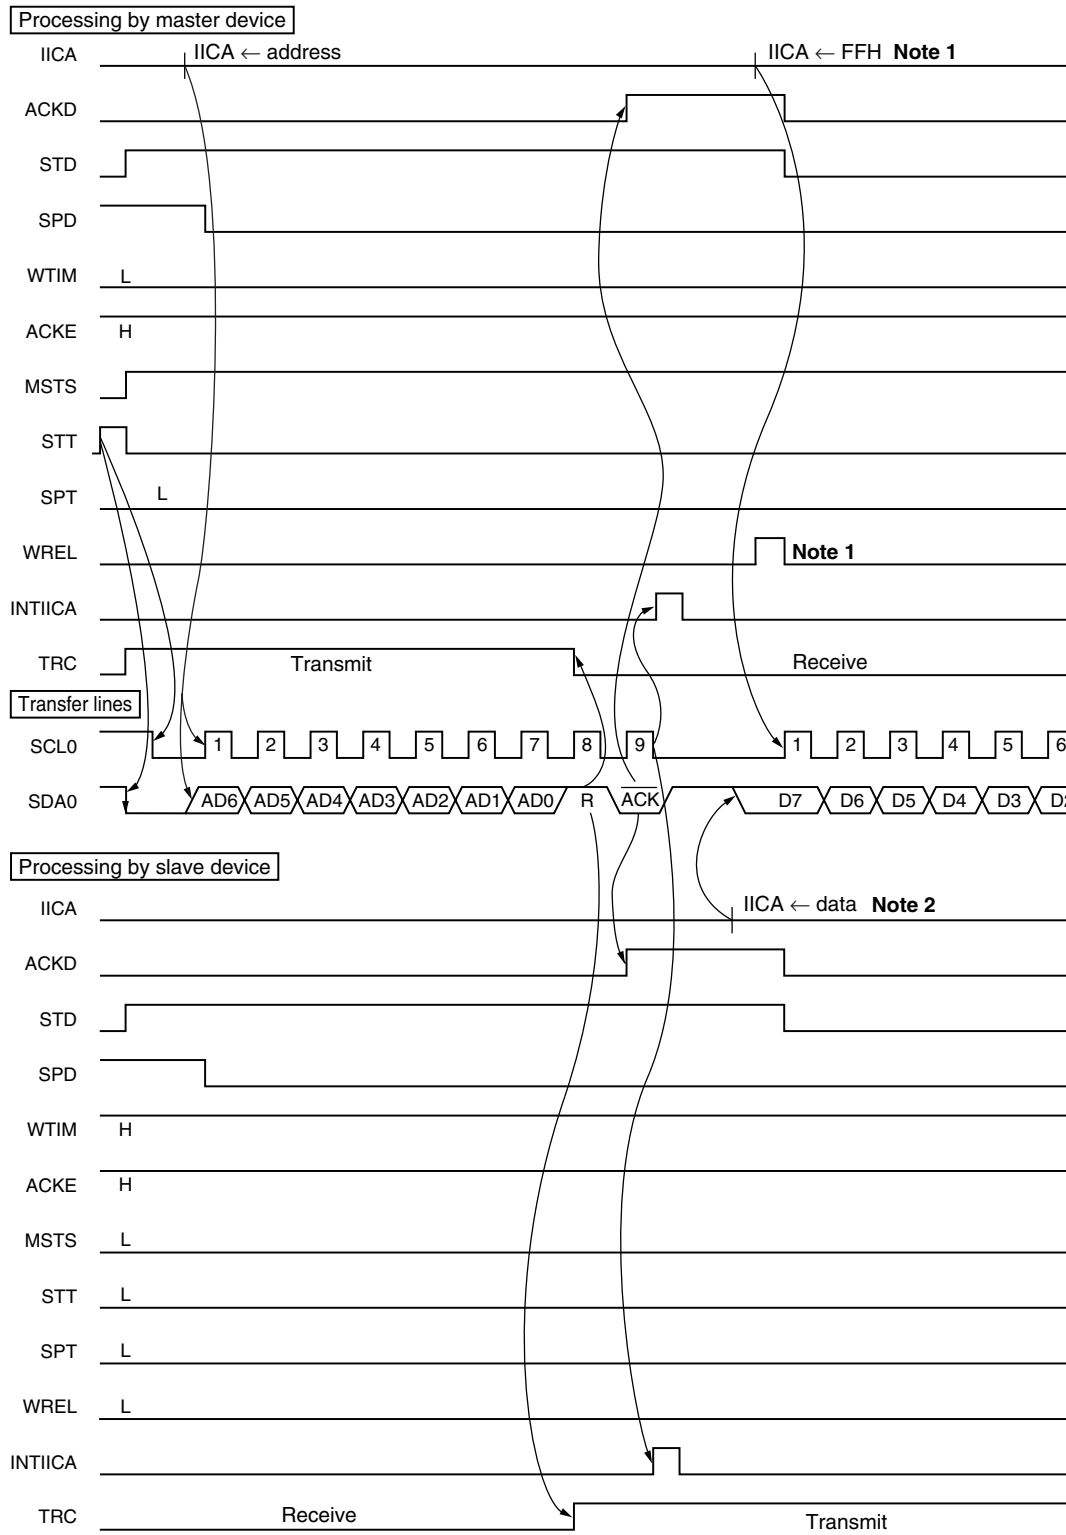 Processing by master device
IICA IICA ← address IICA ← FFH Note 1
ACKD
STD
SPD
WTIM L
ACKE H
MSTS
STT
SPT L
WREL Note 1
INTIICA
TRC Transmit Receive
Transfer lines
SCL0 1 2 3 4 5 6 7 8 9 1 2 3 4 5 6
SDA0 AD6 AD5 AD4 AD3 AD2 AD1 AD0 R ACK D7 D6 D5 D4 D3 D2
Processing by slave device
IICA IICA ← data Note 2
ACKD
STD
SPD
WTIM H
ACKE H
MSTS L
STT L
SPT L
WREL L
INTIICA
TRC Receive Transmit